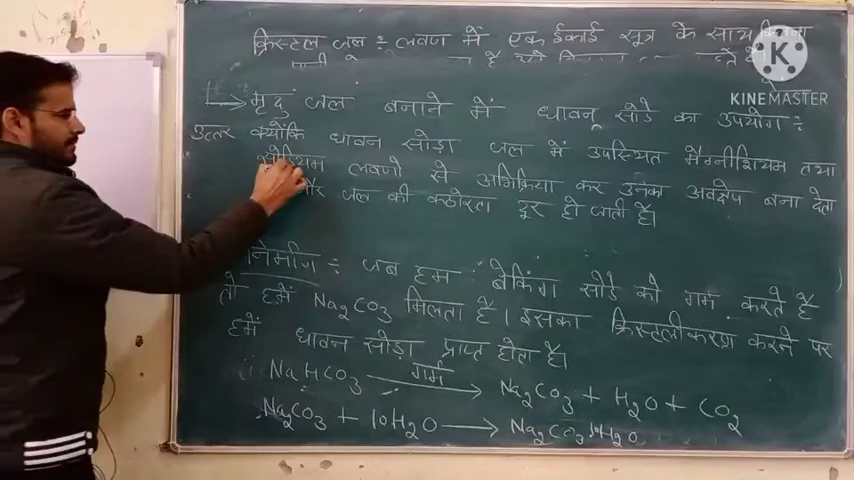 क्रिस्टल जल ÷ लवण में एक ईकाई सूत्र के साथ कितना
K
KINEMASTER
→ मृदु जल बनाने में धावन सोडे का उपयोग ÷
उत्तर क्योंकि धावन सोडा जल में उपस्थित मैग्नीशियम तथा
लवणो से अभिक्रिया कर उनका अवक्षेप बना देता
जल की कठोरता दूर हो जाती है।
निर्माण ÷ जब हम बेकिंग सोडे को गर्म करते है
तो हमें Na₂CO₃ मिलता है। इसका क्रिस्टलीकरण करने पर
हमें धावन सोडा प्राप्त होता है।
NaHCO₃ —गर्म→ Na₂CO₃ + H₂O + CO₂
Na₂CO₃ + 10H₂O → Na₂CO₃.10H₂O